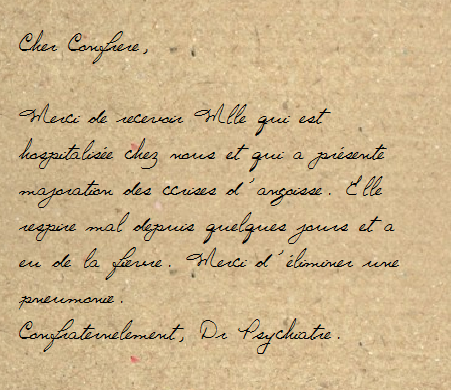 Cher Confrere,
Merci de recevoir Mlle qui est
hospitalisée chez nous et qui a présente
majoration des ccrises d'angoisse. Elle
respire mal depuis quelques jours et a
eu de la fievre. Merci d'éliminer une
pneumonie.
Confraternelement, Dr Psychiatre.